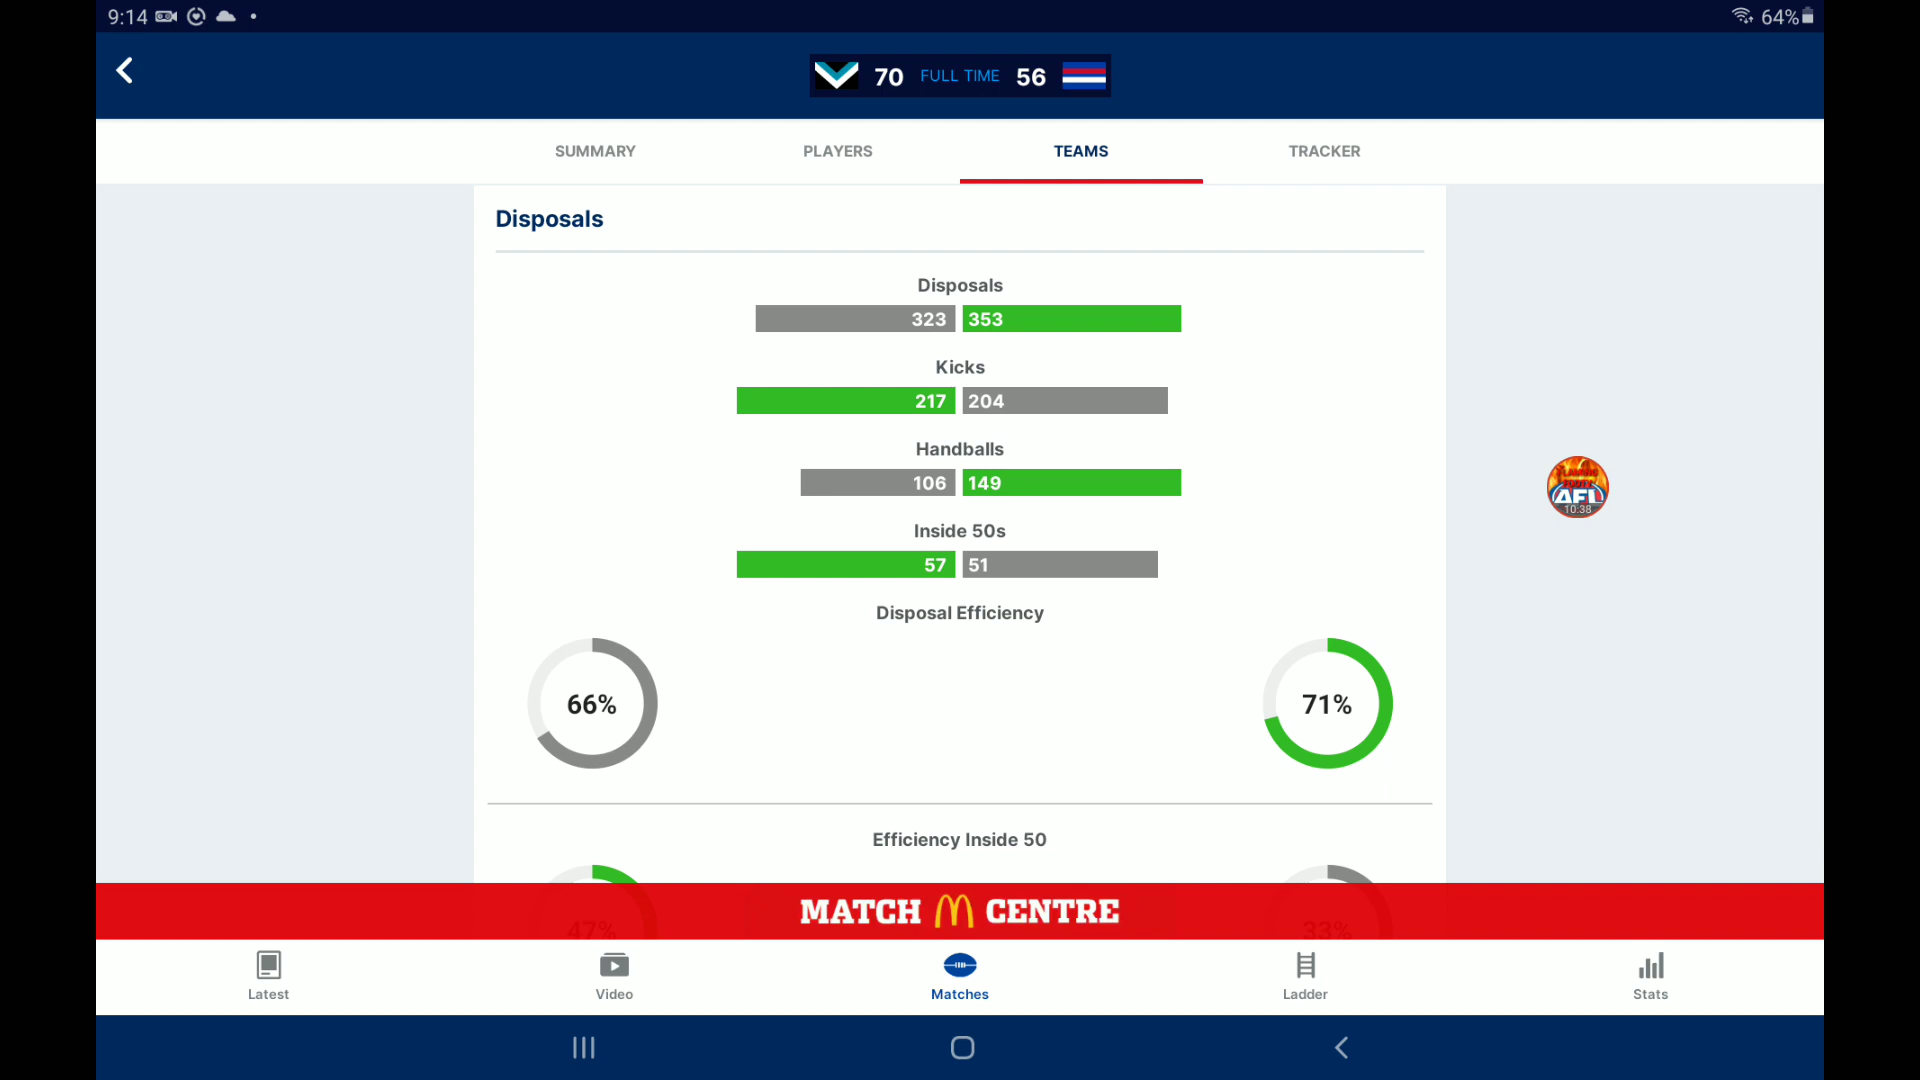 9:14
64%
70 FULL TIME 56
SUMMARY PLAYERS TEAMS TRACKER
Disposals
Disposals
323 353
Kicks
217 204
Handballs
106 149
Inside 50s
57 51
Disposal Efficiency
66% 71%
Efficiency Inside 50
47% 33%
MATCH CENTRE
AFL
10:38
Latest Video Matches Ladder Stats